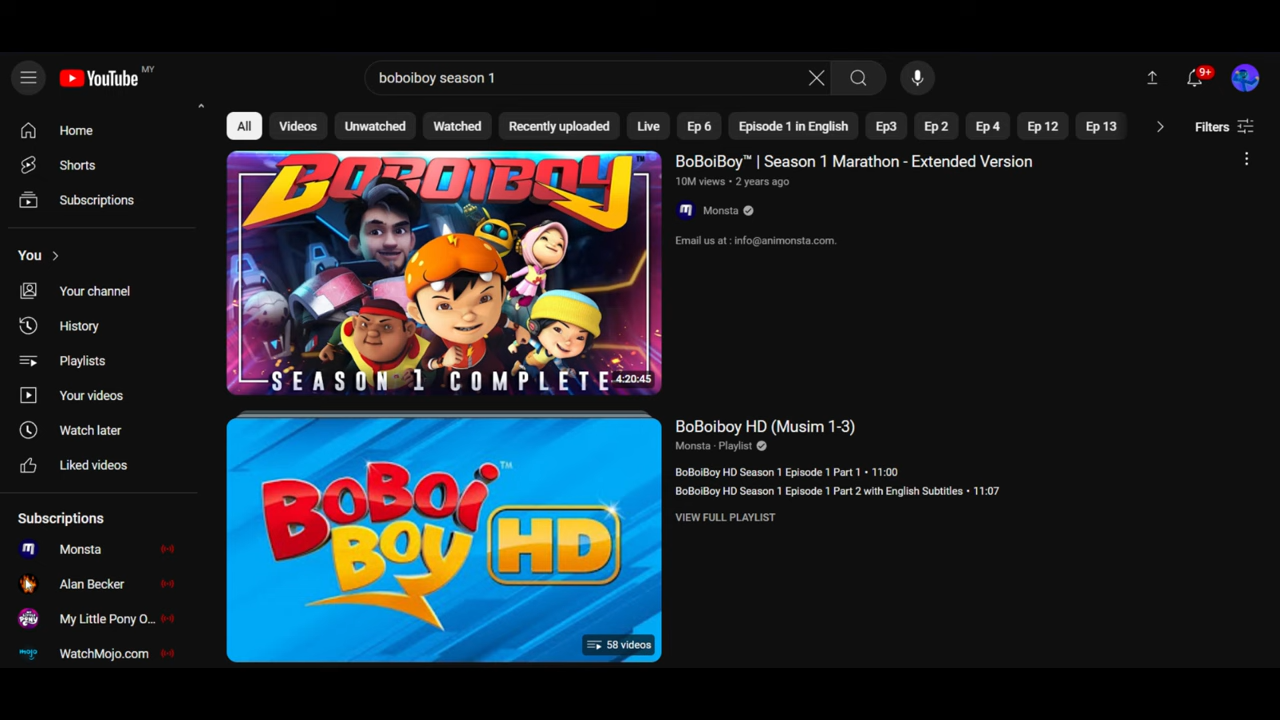 YouTube MY
boboiboy season 1
9+
Home
Shorts
Subscriptions
You
Your channel
History
Playlists
Your videos
Watch later
Liked videos
Subscriptions
Monsta
Alan Becker
My Little Pony O...
WatchMojo.com
All Videos Unwatched Watched Recently uploaded Live Ep 6 Episode 1 in English Ep3 Ep 2 Ep 4 Ep 12 Ep 13
Filters
BOBOIBOY™
SEASON 1 COMPLETE
4:20:45
BoBoiBoy™ | Season 1 Marathon - Extended Version
10M views • 2 years ago
Monsta
Email us at : info@animonsta.com.
BoBoi™
Boy HD
58 videos
BoBoiboy HD (Musim 1-3)
Monsta · Playlist
BoBoiBoy HD Season 1 Episode 1 Part 1 • 11:00
BoBoiBoy HD Season 1 Episode 1 Part 2 with English Subtitles • 11:07
VIEW FULL PLAYLIST